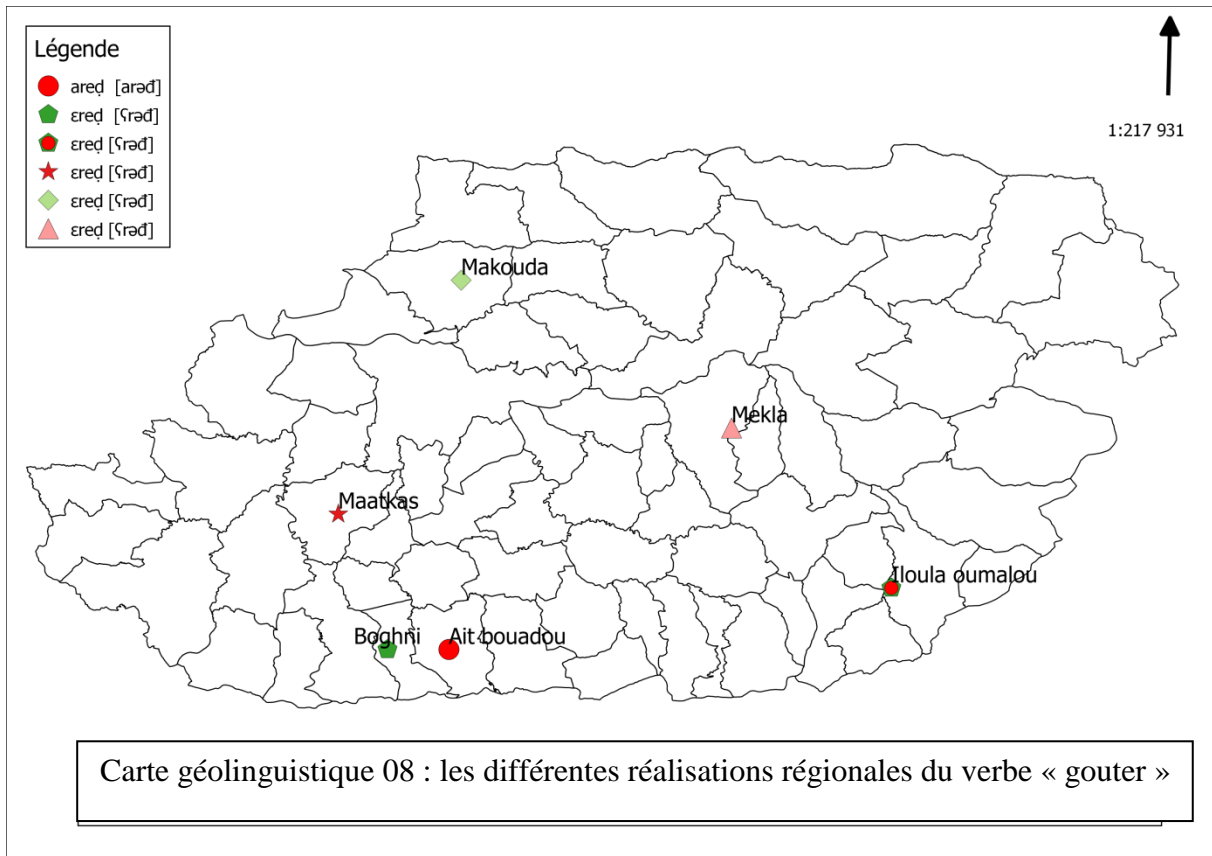 Légende
areḍ [arəđ]
ɛreḍ [ʕrəđ]
ɛreḍ [ʕrəđ]
ɛreḍ [ʕrəđ]
ɛreḍ [ʕrəđ]
ɛreḍ [ʕrəđ]
1:217 931
Makouda
Mekla
Maatkas
Iloula oumalou
Boghni
Ait bouadou
Carte géolinguistique 08 : les différentes réalisations régionales du verbe « gouter »